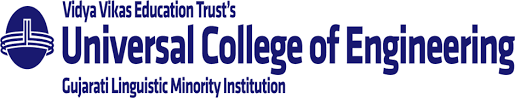 Vidya Vikas Education Trust's
Universal College of Engineering
Gujarati Linguistic Minority Institution